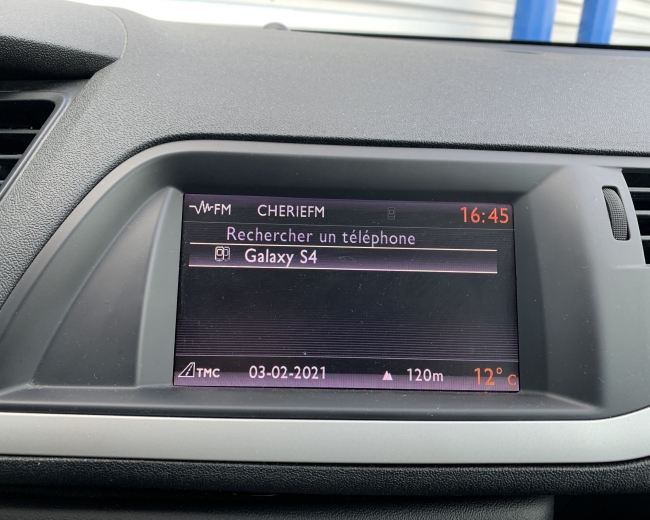 FM CHERIEFM 16:45
Rechercher un téléphone
Galaxy S4
TMC 03-02-2021 120m 12° C